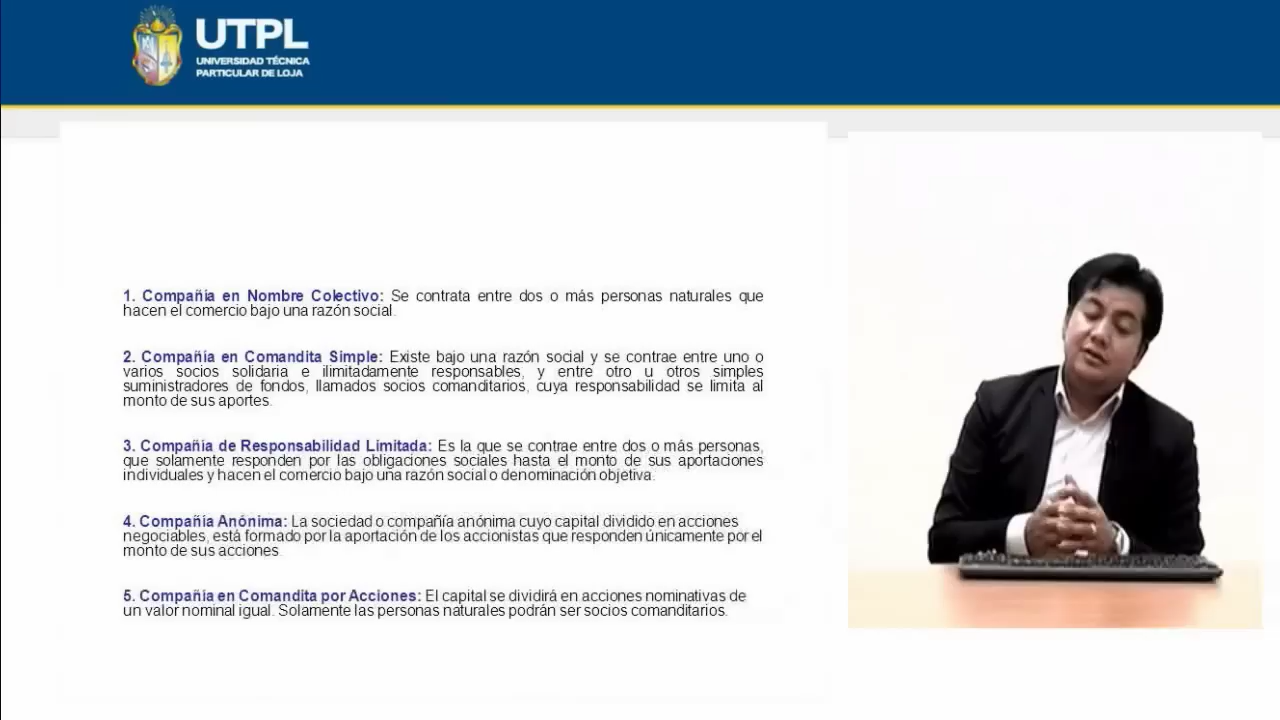 UTPL
UNIVERSIDAD TÉCNICA
PARTICULAR DE LOJA
1. Compañía en Nombre Colectivo: Se contrata entre dos o más personas naturales que
hacen el comercio bajo una razón social.
2. Compañía en Comandita Simple: Existe bajo una razón social y se contrae entre uno o
varios socios solidaria e ilimitadamente responsables, y entre otro u otros simples
suministradores de fondos, llamados socios comanditarios, cuya responsabilidad se limita al
monto de sus aportes.
3. Compañía de Responsabilidad Limitada: Es la que se contrae entre dos o más personas,
que solamente responden por las obligaciones sociales hasta el monto de sus aportaciones
individuales y hacen el comercio bajo una razón social o denominación objetiva.
4. Compañía Anónima: La sociedad o compañía anónima cuyo capital dividido en acciones
negociables, está formado por la aportación de los accionistas que responden únicamente por el
monto de sus acciones.
5. Compañía en Comandita por Acciones: El capital se dividirá en acciones nominativas de
un valor nominal igual. Solamente las personas naturales podrán ser socios comanditarios.